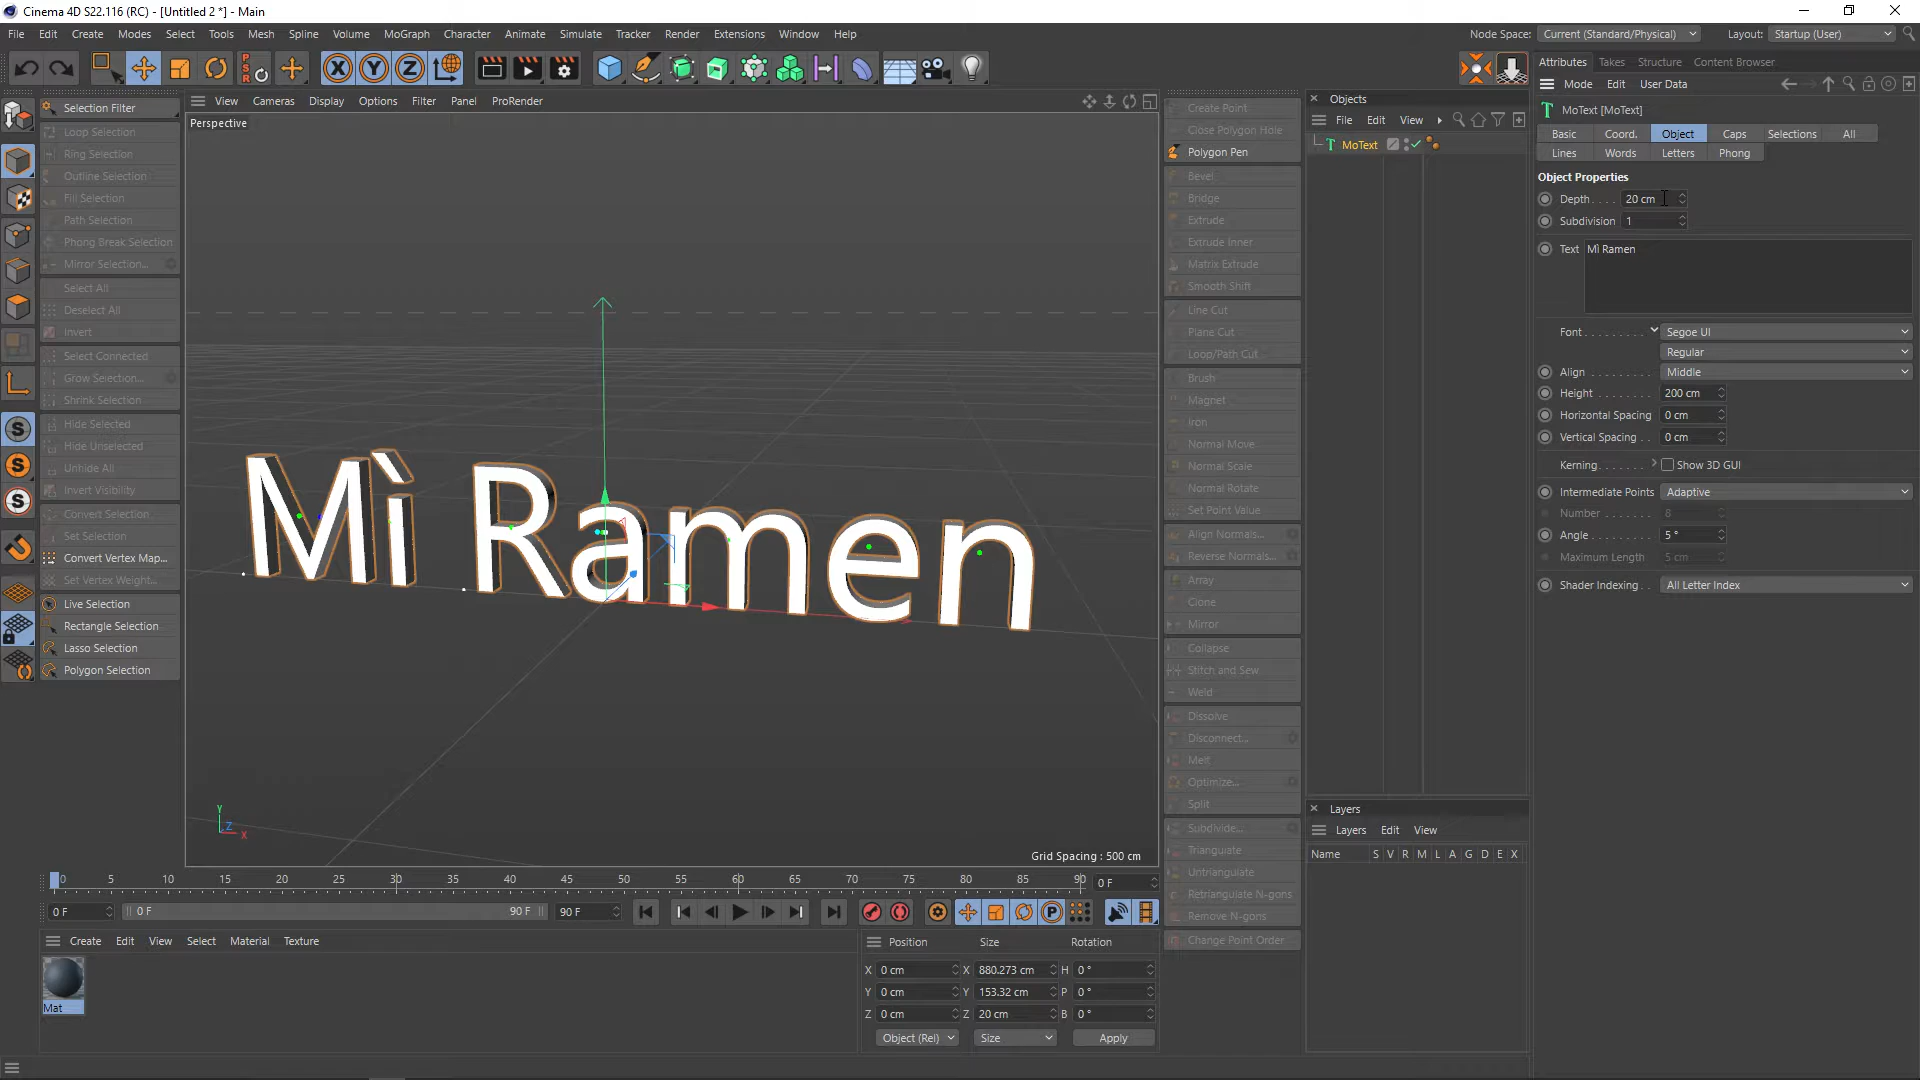 Cinema 4D S22.116 (RC) - [Untitled 2 *] - Main
File Edit Create Modes Select Tools Mesh Spline Volume MoGraph Character Animate Simulate Tracker Render Extensions Window Help
Node Space: Current (Standard/Physical) Layout: Startup (User)
PSR X Y Z
View Cameras Display Options Filter Panel ProRender
Perspective
Selection Filter
Loop Selection
Ring Selection
Outline Selection
Fill Selection
Path Selection
Phong Break Selection
Mirror Selection...
Select All
Deselect All
Invert
Select Connected
Grow Selection...
Shrink Selection
Hide Selected
Hide Unselected
Unhide All
Invert Visibility
Convert Selection
Set Selection
Convert Vertex Map...
Set Vertex Weight...
Live Selection
Rectangle Selection
Lasso Selection
Polygon Selection
S
S
S
Mì Ramen
Y
Z
X
Grid Spacing : 500 cm
Create Point
Close Polygon Hole
Polygon Pen
Bevel
Bridge
Extrude
Extrude Inner
Matrix Extrude
Smooth Shift
Line Cut
Plane Cut
Loop/Path Cut
Brush
Magnet
Iron
Normal Move
Normal Scale
Normal Rotate
Set Point Value
Align Normals...
Reverse Normals...
Array
Clone
Mirror
Collapse
Stitch and Sew
Weld
Dissolve
Disconnect...
Melt
Optimize...
Split
Subdivide...
Triangulate
Untriangulate
Retriangulate N-gons
Remove N-gons
Change Point Order
Objects
File Edit View
MoText
Layers
Layers Edit View
Name S V R M L A G D E X
Attributes Takes Structure Content Browser
Mode Edit User Data
MoText [MoText]
Basic Coord. Object Caps Selections All
Lines Words Letters Phong
Object Properties
Depth . . . . 20 cm
Subdivision 1
Text Mì Ramen
Font . . . . . . . . . Segoe UI
Regular
Align . . . . . . . . . Middle
Height . . . . . . . . 200 cm
Horizontal Spacing 0 cm
Vertical Spacing . . 0 cm
Kerning . . . . . . . Show 3D GUI
Intermediate Points Adaptive
Number . . . . . . . 8
Angle . . . . . . . . 5 °
Maximum Length 5 cm
Shader Indexing . . All Letter Index
0 5 10 15 20 25 30 35 40 45 50 55 60 65 70 75 80 85 90 0 F
0 F 0 F 90 F 90 F P
Create Edit View Select Material Texture
Mat
Position Size Rotation
X 0 cm X 880.273 cm H 0 °
Y 0 cm Y 153.32 cm P 0 °
Z 0 cm Z 20 cm B 0 °
Object (Rel) Size Apply